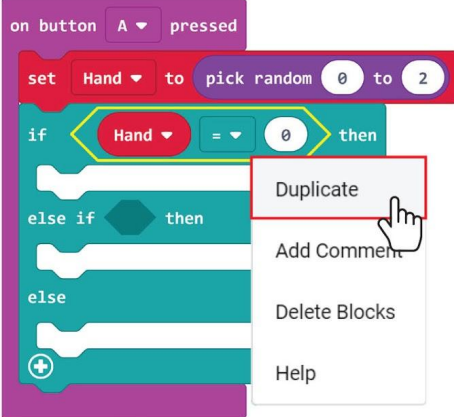 on button A pressed
set Hand to pick random 0 to 2
if Hand = 0 then
Duplicate
else if then
Add Comment
else
Delete Blocks
Help